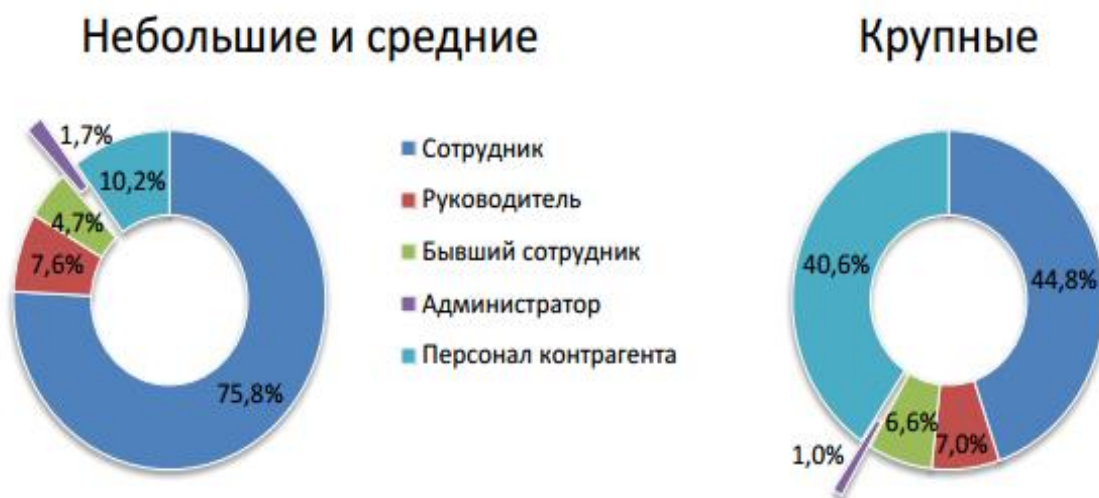 Небольшие и средние
Крупные
1,7%
10,2%
4,7%
7,6%
75,8%
Сотрудник
Руководитель
Бывший сотрудник
Администратор
Персонал контрагента
40,6%
44,8%
6,6%
7,0%
1,0%